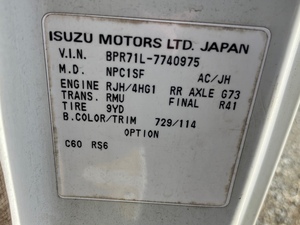 ISUZU MOTORS LTD. JAPAN
V.I.N. BPR71L-7740975
M.D. NPC1SF AC/JH
ENGINE RJH/4HG1 RR AXLE G73
TRANS. RMU FINAL R41
TIRE 9YD
B.COLOR/TRIM 729/114
OPTION
C60 RS6